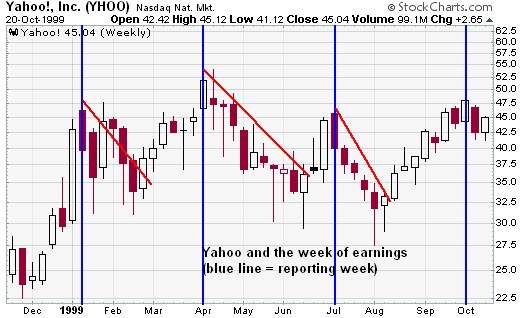 Yahoo!, Inc. (YHOO) Nasdaq Nat. Mkt. © StockCharts.com
20-Oct-1999 Open 42.42 High 45.12 Low 41.12 Close 45.04 Volume 99.1M Chg +2.65
Yahoo! 45.04 (Weekly)
62.5
60.0
57.5
55.0
52.5
50.0
47.5
45.0
42.5
40.0
37.5
35.0
32.5
30.0
27.5
25.0
22.5
Yahoo and the week of earnings
(blue line = reporting week)
Dec 1999 Feb Mar Apr May Jun Jul Aug Sep Oct